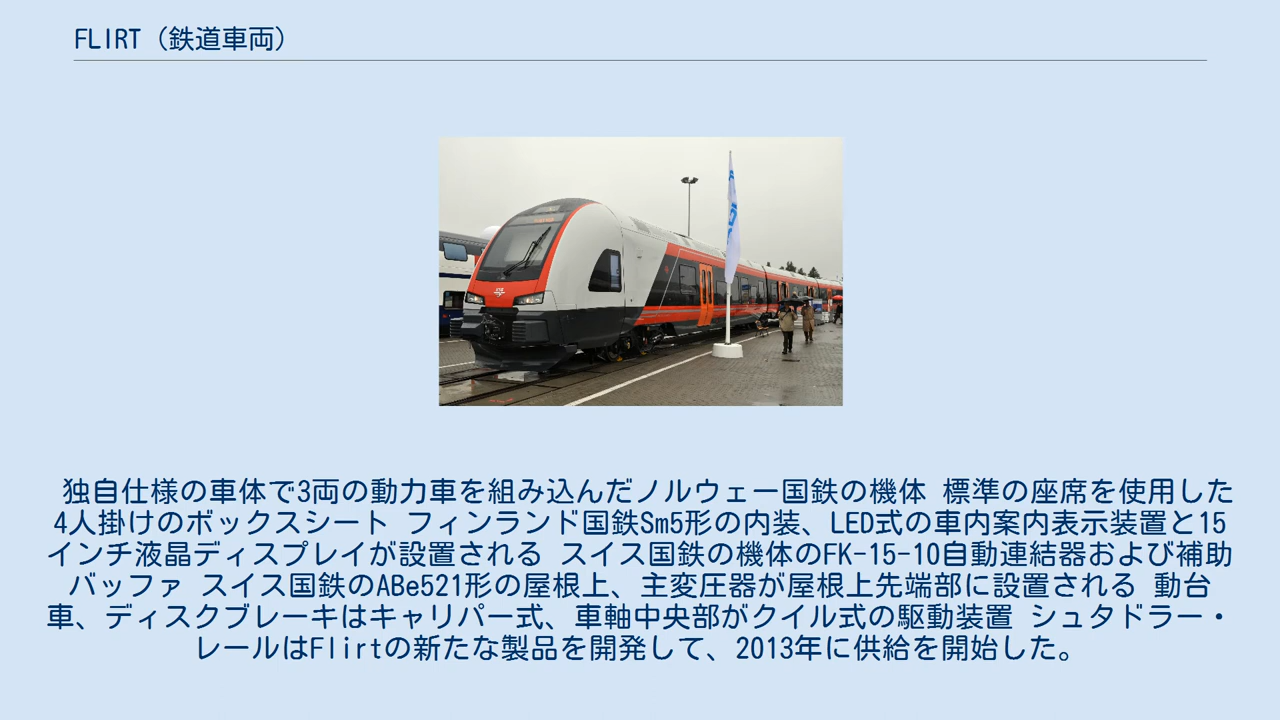 FLIRT（鉄道車両）
独自仕様の車体で3両の動力車を組み込んだノルウェー国鉄の機体 標準の座席を使用した
4人掛けのボックスシート フィンランド国鉄Sm5形の内装、LED式の車内案内表示装置と15
インチ液晶ディスプレイが設置される スイス国鉄の機体のFK-15-10自動連結器および補助
バッファ スイス国鉄のABe521形の屋根上、主変圧器が屋根上先端部に設置される 動台
車、ディスクブレーキはキャリパー式、車軸中央部がクイル式の駆動装置 シュタドラー・
レールはFlirtの新たな製品を開発して、2013年に供給を開始した。